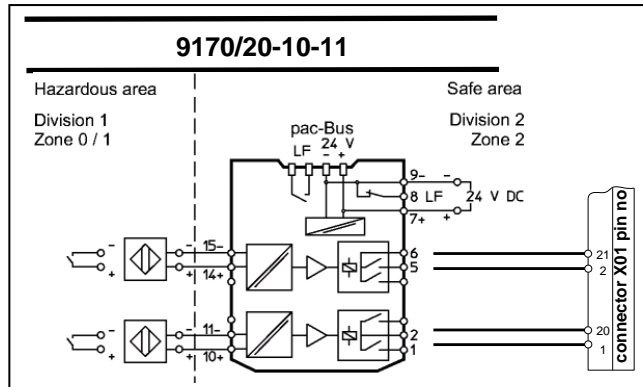 9170/20-10-11
Hazardous area
Safe area
Division 1
Zone 0 / 1
Division 2
Zone 2
pac-Bus
LF 24 V
- +
9-
-
8 LF
24 V DC
7+
+
-
+
-
+
15-
14+
6
5
21
2
-
+
-
+
11-
10+
2
1
20
1
connector X01 pin no